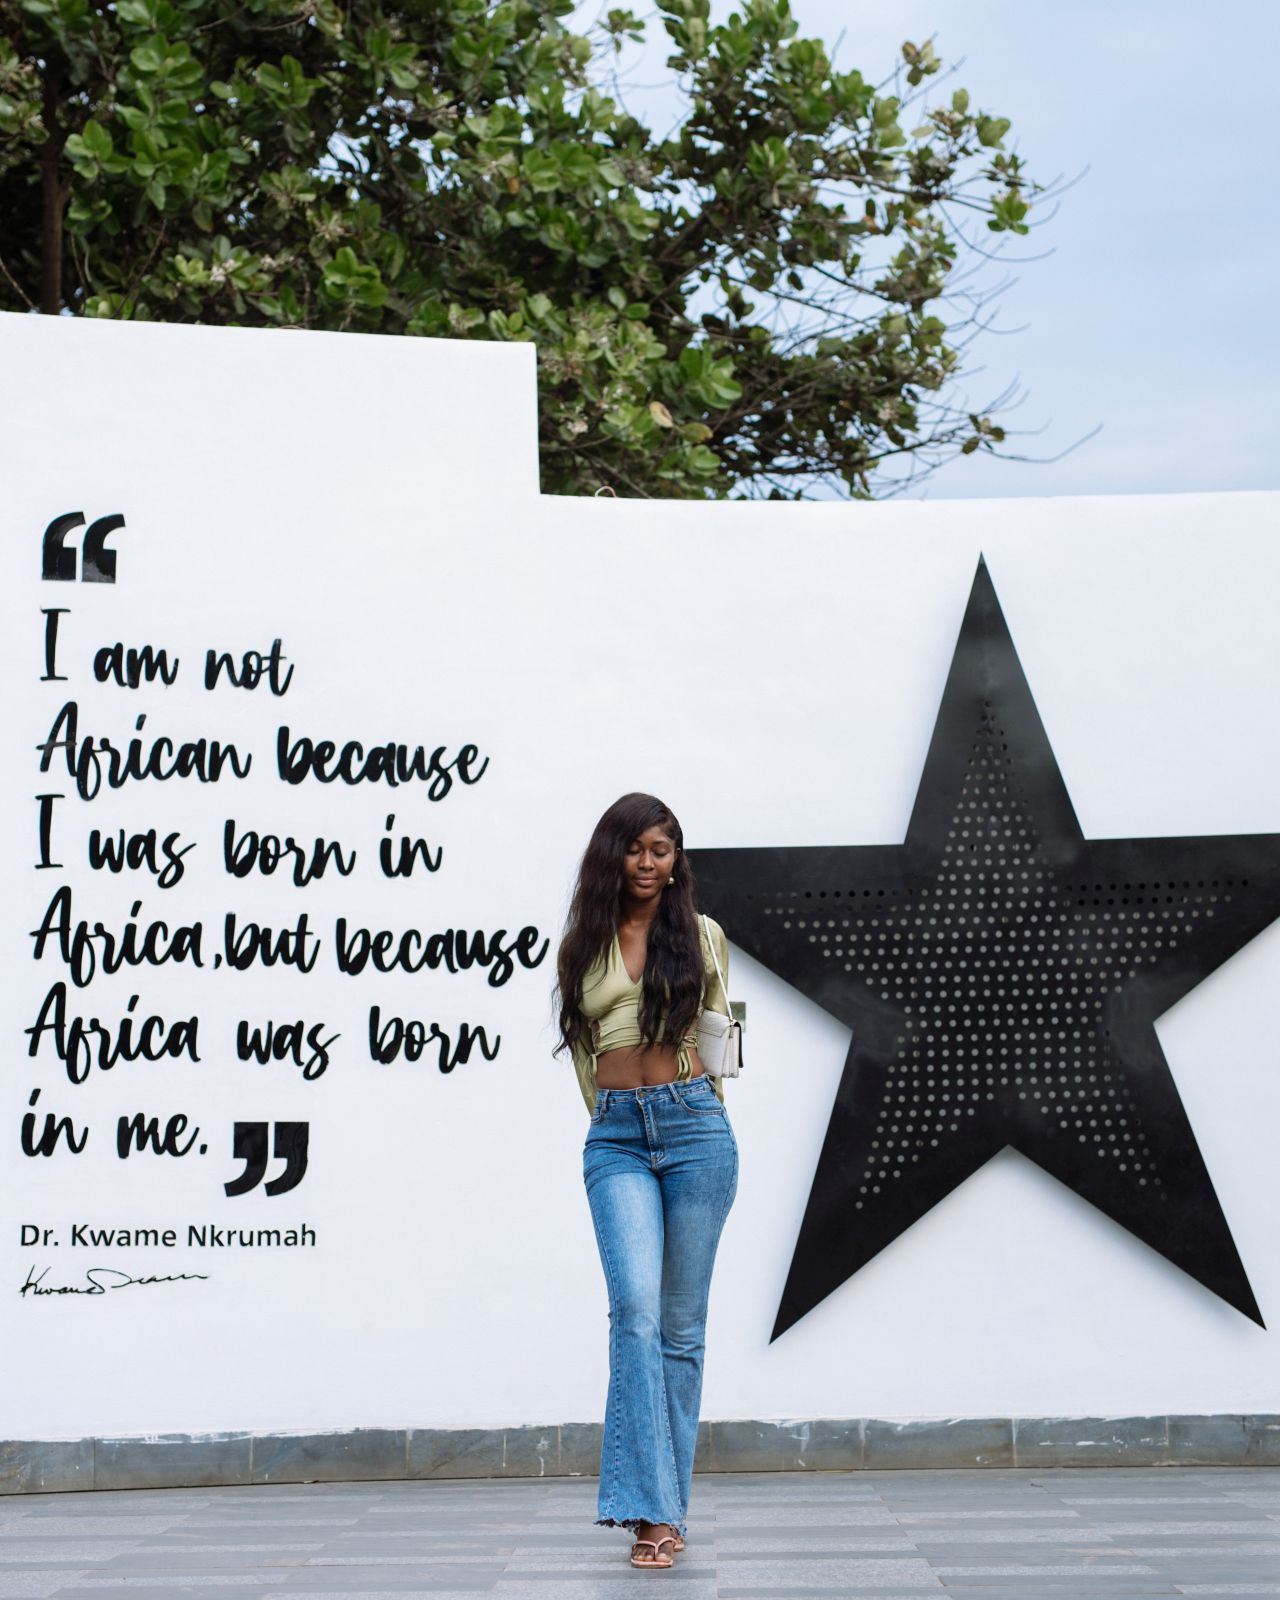 “
I am not
African because
I was born in
Africa, but because
Africa was born
in me. ”
Dr. Kwame Nkrumah